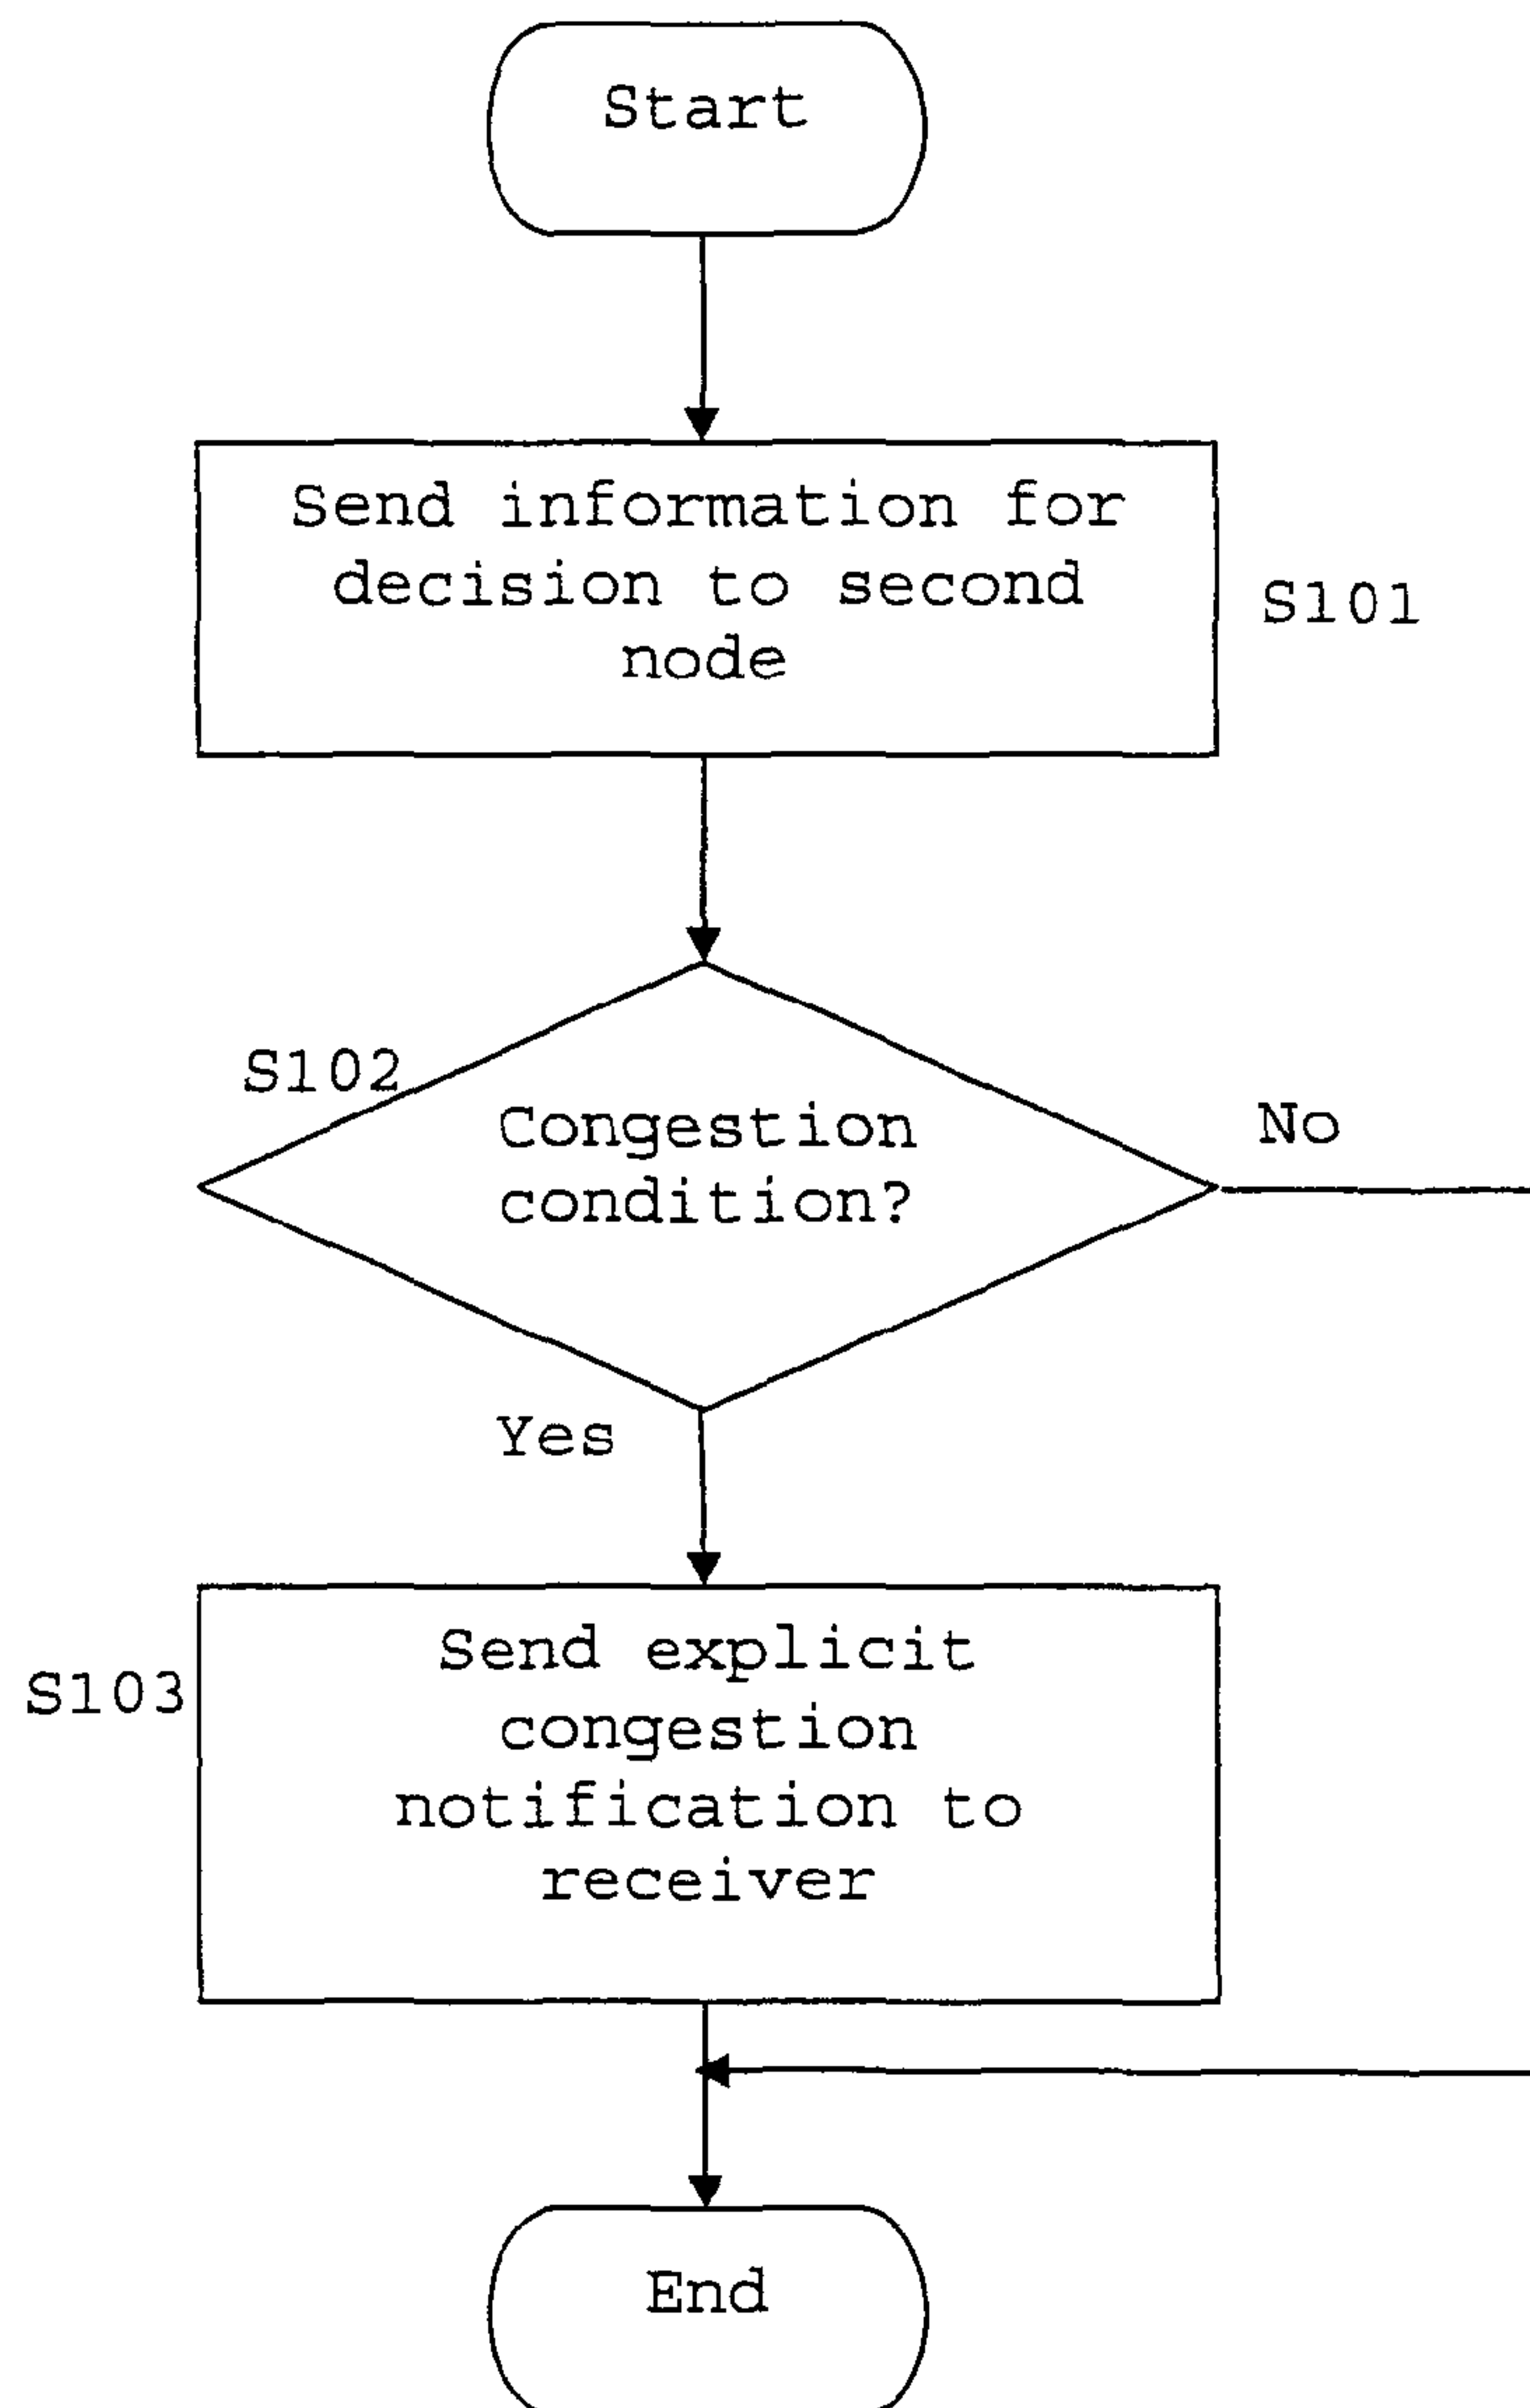 Start
Send information for
decision to second
node
S101
S102
Congestion
condition?
No
Yes
S103
Send explicit
congestion
notification to
receiver
End